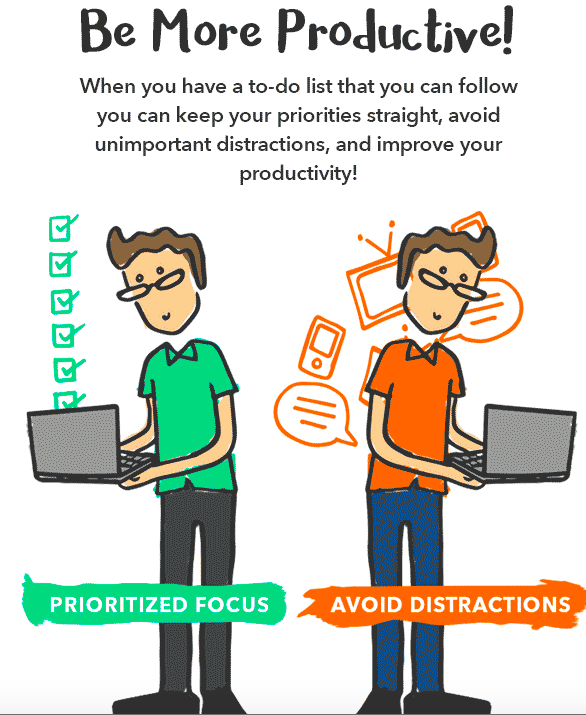 Be More Productive!
When you have a to-do list that you can follow
you can keep your priorities straight, avoid
unimportant distractions, and improve your
productivity!
PRIORITIZED FOCUS
AVOID DISTRACTIONS